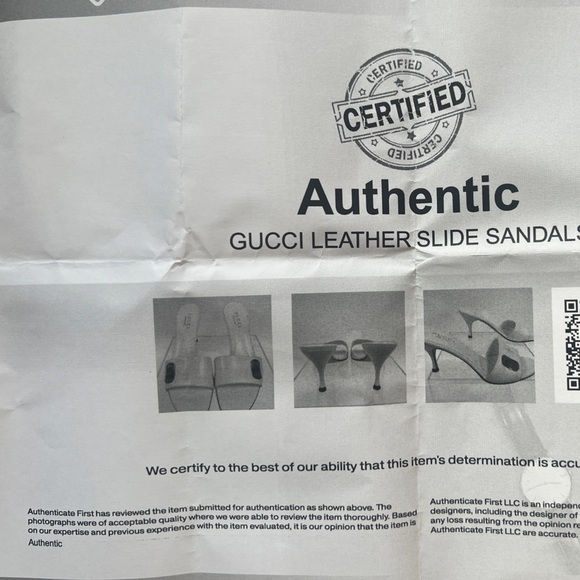 CERTIFIED
CERTIFIED
CERTIFIED
Authentic
GUCCI LEATHER SLIDE SANDALS
We certify to the best of our ability that this item's determination is accu
Authenticate First has reviewed the item submitted for authentication as shown above. The
photographs were of acceptable quality where we were able to review the item thoroughly. Based
on our expertise and previous experience with the item evaluated, it is our opinion that the item is
Authentic
Authenticate First LLC is an indepen
designers, including the designer of
any loss resulting from the opinion re
Authenticate First LLC are accurate.